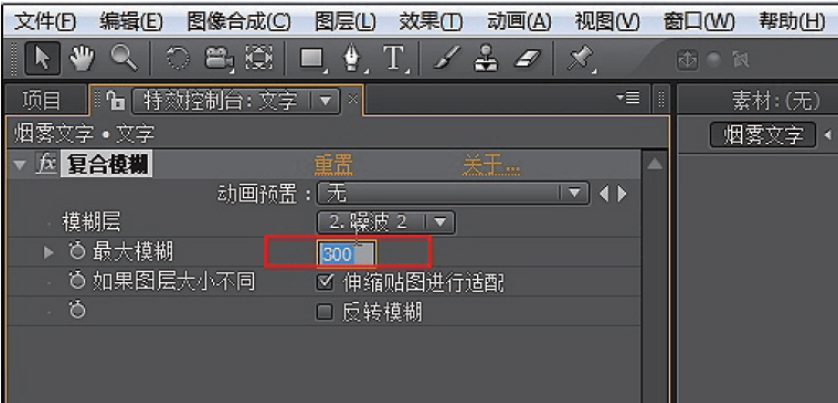 文件(F) 编辑(E) 图像合成(C) 图层(L) 效果(T) 动画(A) 视图(V) 窗口(W) 帮助(H)
项目 特效控制台: 文字 素材: (无)
烟雾文字 • 文字 烟雾文字
fx 复合模糊 重置 关于...
动画预置: 无
模糊层 2. 噪波 2
最大模糊 300
如果图层大小不同 伸缩贴图进行适配
反转模糊